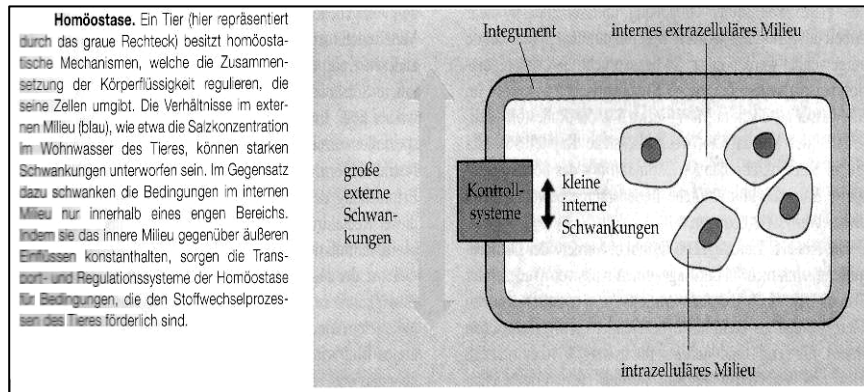 Homöostase. Ein Tier (hier repräsentiert
durch das graue Rechteck) besitzt homöosta-
tische Mechanismen, welche die Zusammen-
setzung der Körperflüssigkeit regulieren, die
seine Zellen umgibt. Die Verhältnisse im exter-
nen Milieu (blau), wie etwa die Salzkonzentration
im Wohnwasser des Tieres, können starken
Schwankungen unterworfen sein. Im Gegensatz
dazu schwanken die Bedingungen im internen
Milieu nur innerhalb eines engen Bereichs.
Indem sie das innere Milieu gegenüber äußeren
Einflüssen konstanthalten, sorgen die Trans-
port- und Regulationssysteme der Homöostase
für Bedingungen, die den Stoffwechselprozes-
sen des Tieres förderlich sind.
Integument
internes extrazelluläres Milieu
große
externe
Schwan-
kungen
Kontroll-
systeme
kleine
interne
Schwankungen
intrazelluläres Milieu